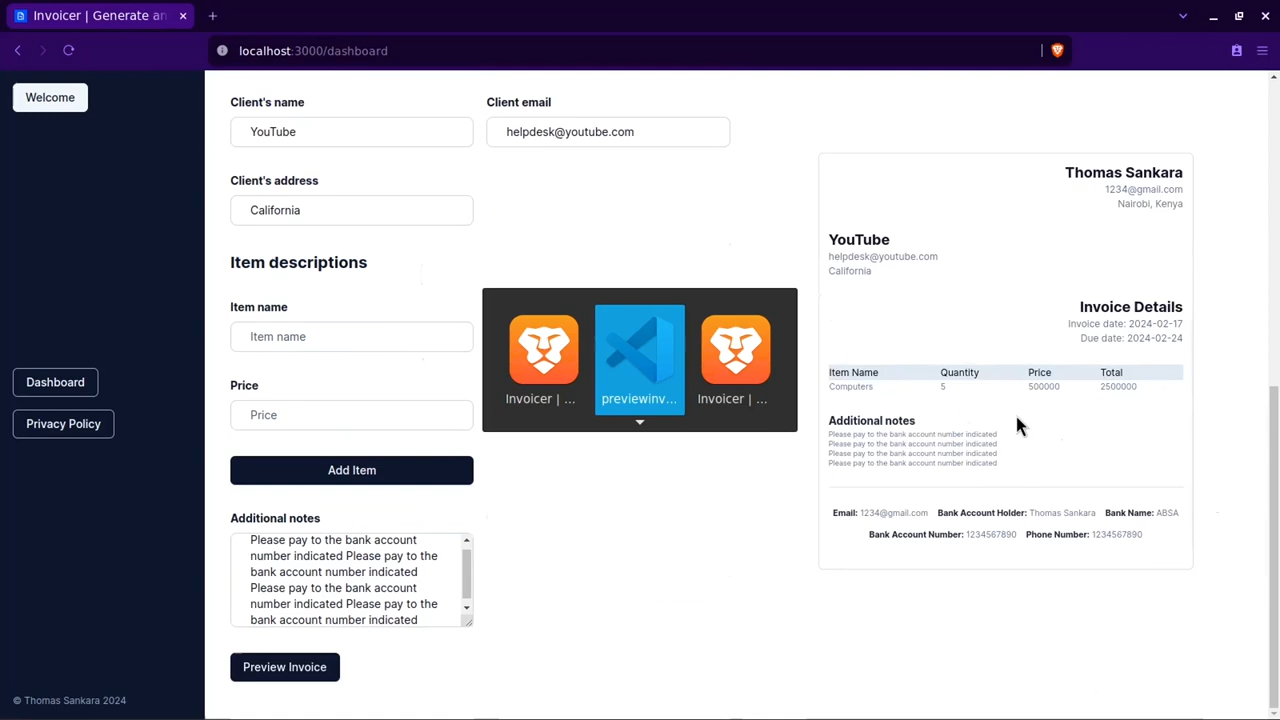 Invoicer | Generate an
localhost:3000/dashboard
Welcome
Dashboard
Privacy Policy
© Thomas Sankara 2024
Client's name
Client email
YouTube
helpdesk@youtube.com
Client's address
California
Item descriptions
Item name
Item name
Price
Price
Add Item
Additional notes
Please pay to the bank account
number indicated Please pay to the
bank account number indicated
Please pay to the bank account
number indicated Please pay to the
bank account number indicated
Preview Invoice
Invoicer | ...
previewinv...
Invoicer | ...
Thomas Sankara
1234@gmail.com
Nairobi, Kenya
YouTube
helpdesk@youtube.com
California
Invoice Details
Invoice date: 2024-02-17
Due date: 2024-02-24
Item Name Quantity Price Total
Computers 5 500000 2500000
Additional notes
Please pay to the bank account number indicated
Please pay to the bank account number indicated
Please pay to the bank account number indicated
Please pay to the bank account number indicated
Email: 1234@gmail.com Bank Account Holder: Thomas Sankara Bank Name: ABSA
Bank Account Number: 1234567890 Phone Number: 1234567890